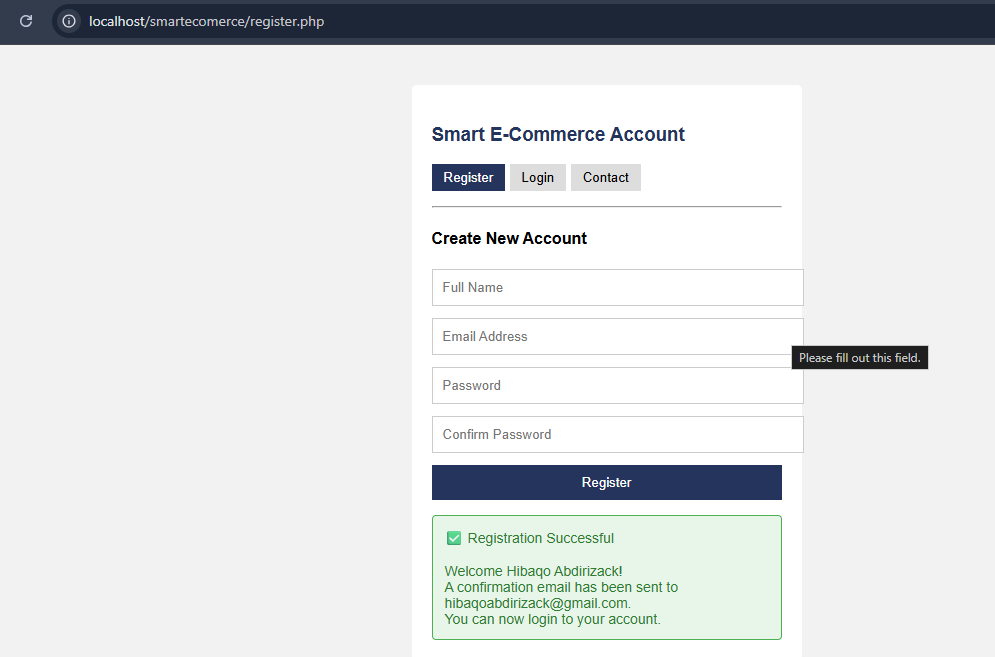 localhost/smartecomerce/register.php
Smart E-Commerce Account
Register Login Contact
Create New Account
Full Name
Email Address
Please fill out this field.
Password
Confirm Password
Register
✅ Registration Successful
Welcome Hibaqo Abdirizack!
A confirmation email has been sent to
hibaqoabdirizack@gmail.com.
You can now login to your account.